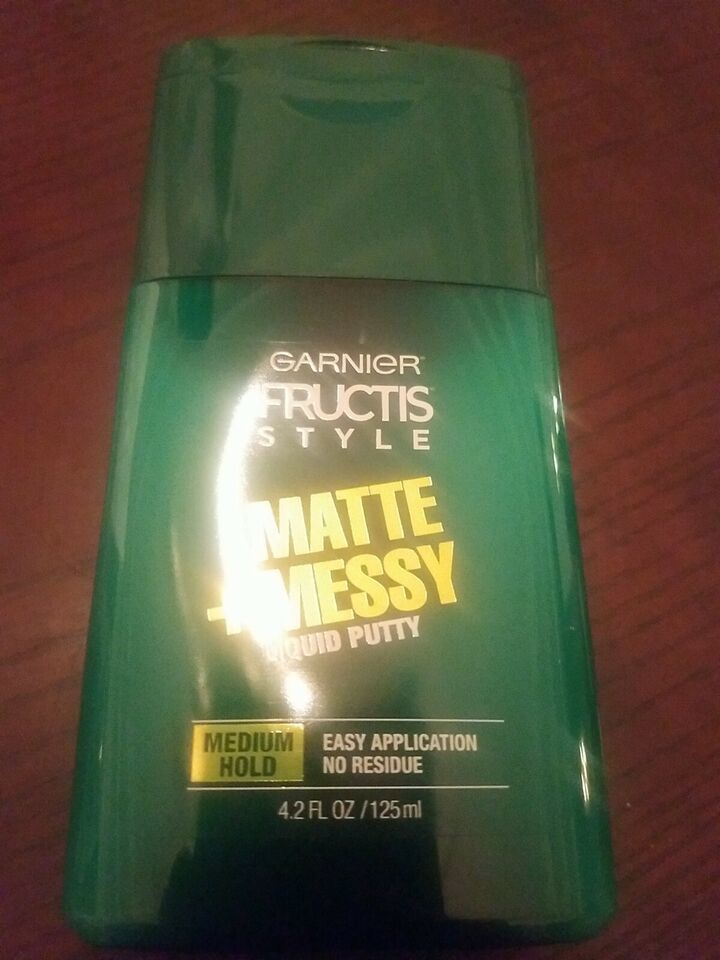 GARNIER
FRUCTIS
STYLE
MATTE
+MESSY
LIQUID PUTTY
MEDIUM
HOLD
EASY APPLICATION
NO RESIDUE
4.2 FL OZ / 125 ml